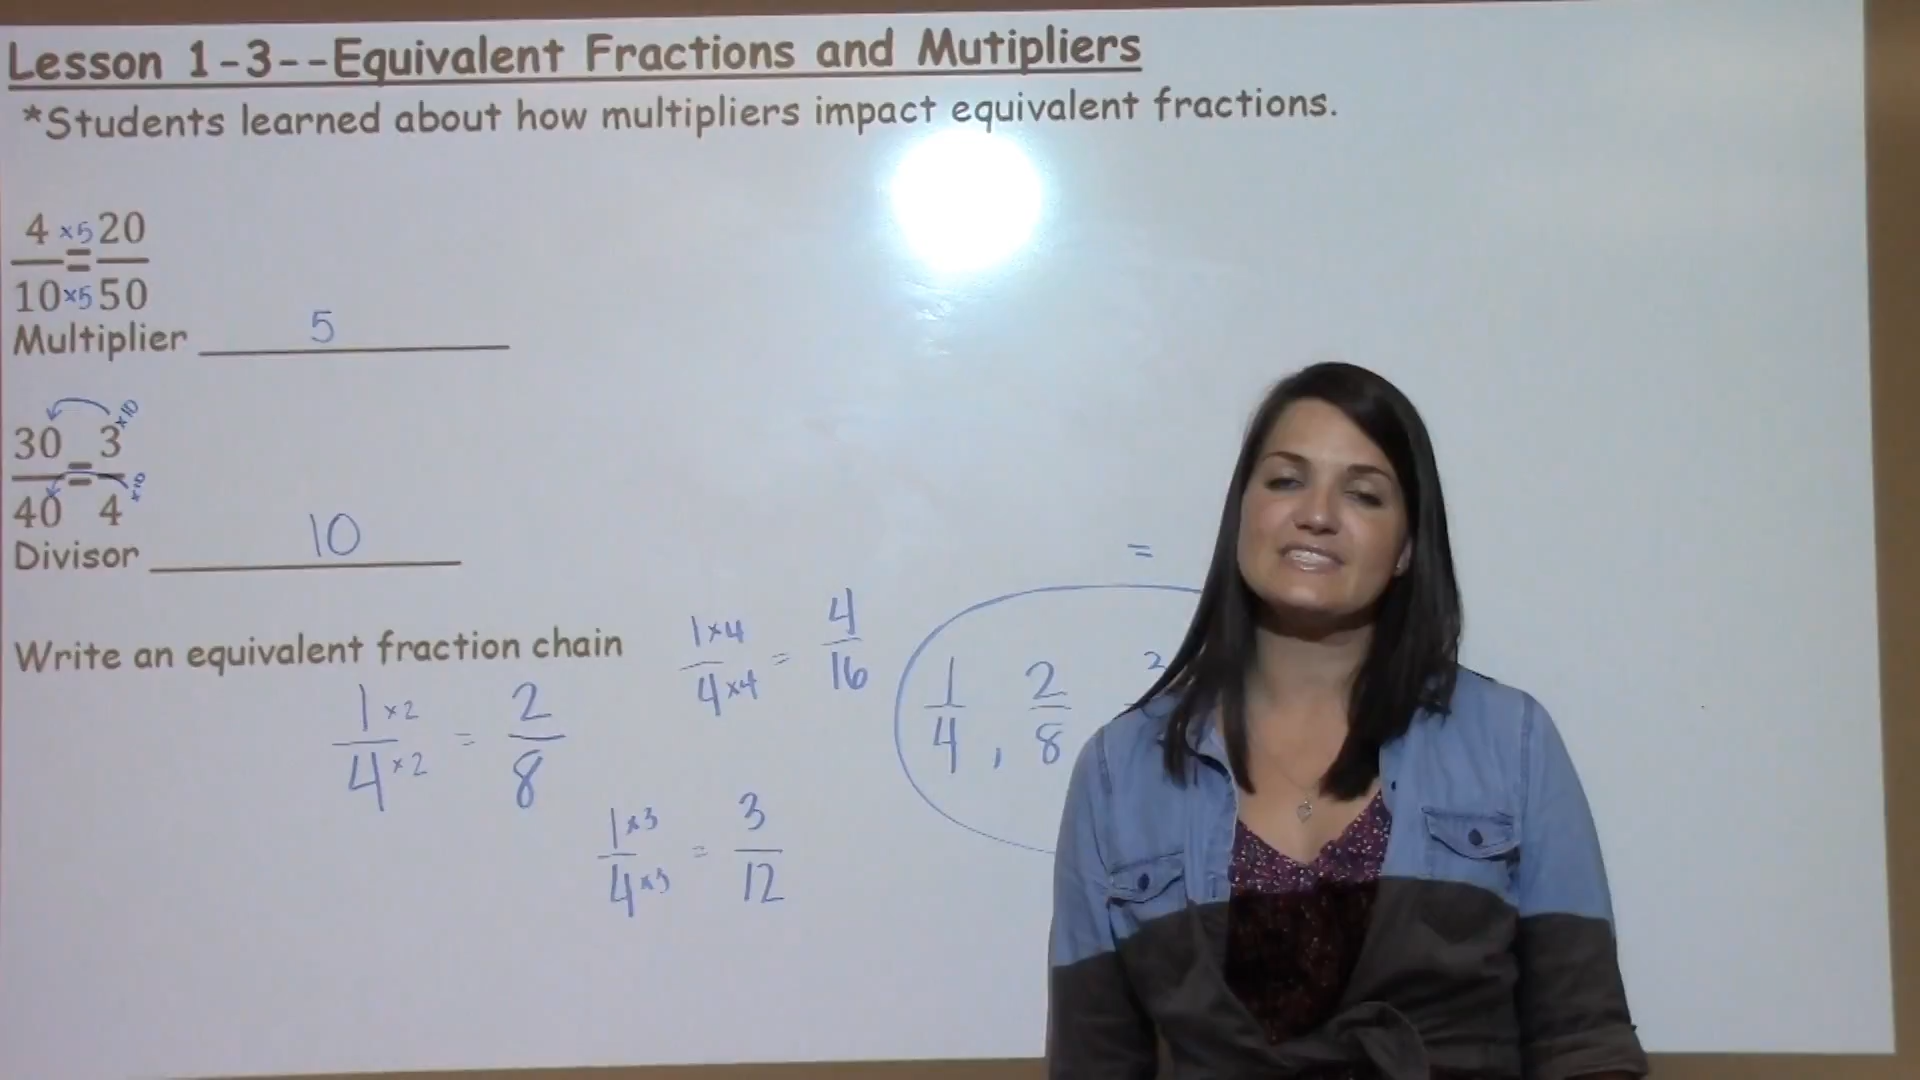 Lesson 1-3--Equivalent Fractions and Mutipliers
*Students learned about how multipliers impact equivalent fractions.
4 ×5 20
=
10 ×5 50
Multiplier 5
30 3 ×10
=
40 4 ×10
Divisor 10
Write an equivalent fraction chain
1×2 2
=
4×2 8
1×3 3
=
4×3 12
1×4 4
=
4×4 16
=
1 2
4 , 8